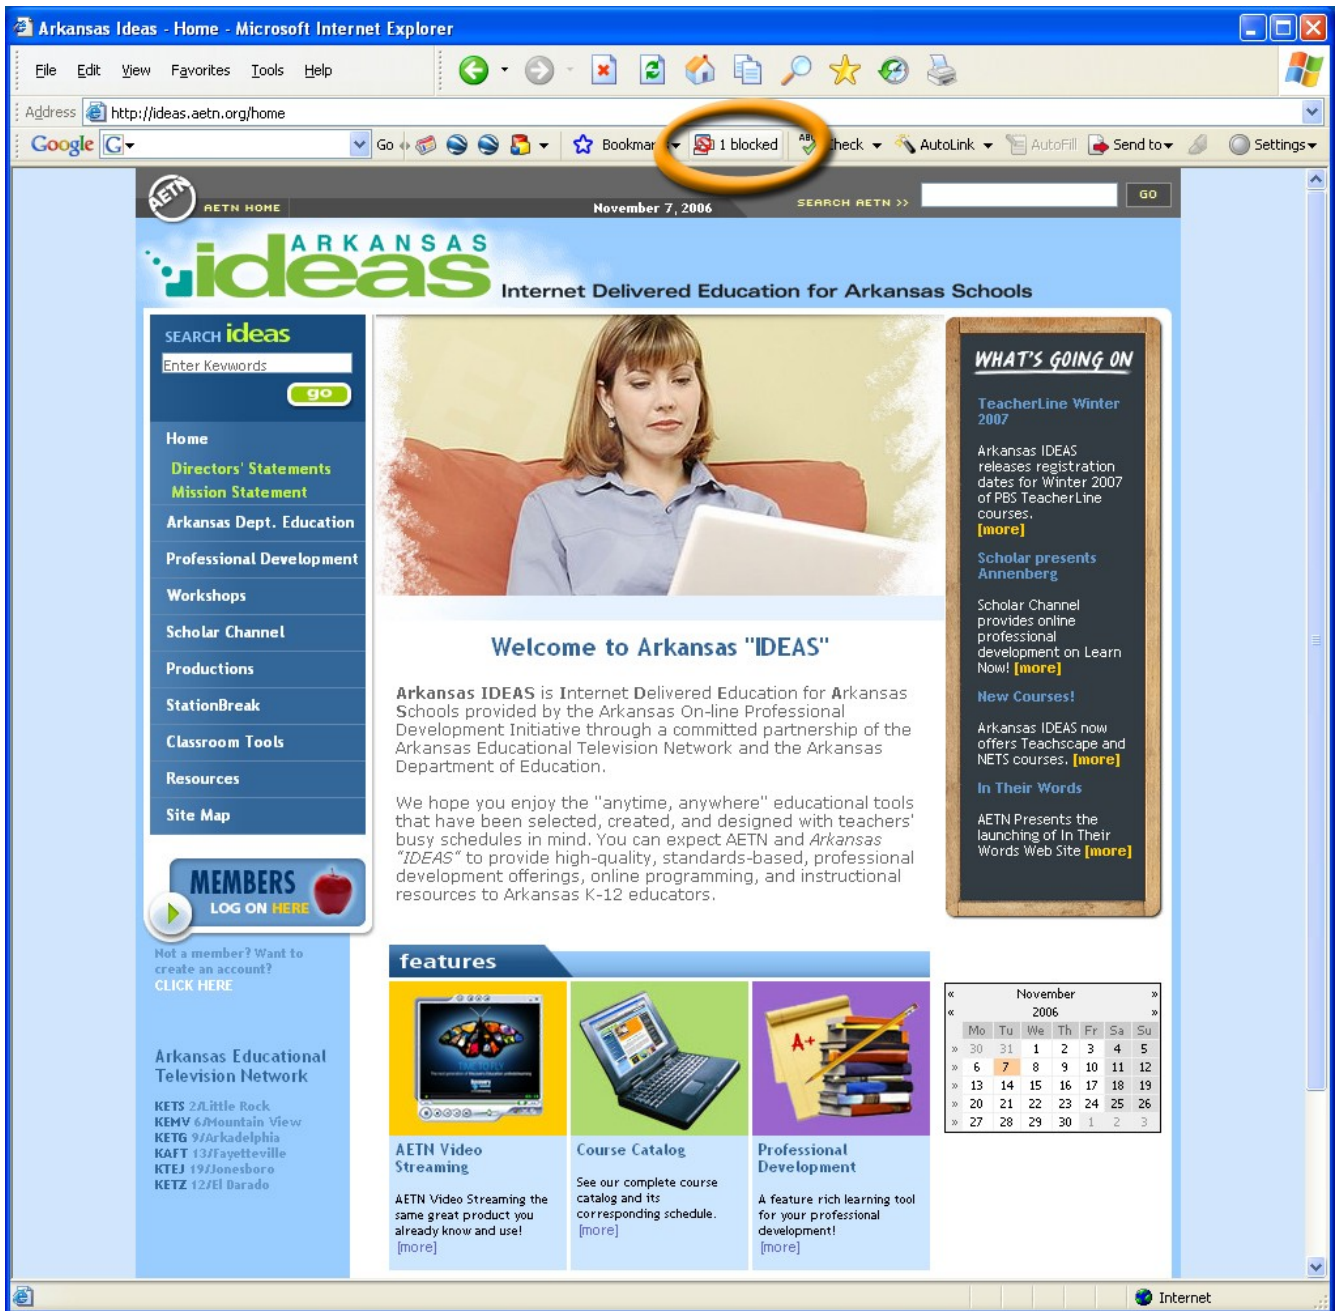 Arkansas Ideas - Home - Microsoft Internet Explorer
File Edit View Favorites Tools Help
Address http://ideas.aetn.org/home
Google G Go Bookmar 1 blocked ABC heck AutoLink AutoFill Send to Settings
AETN AETN HOME November 7, 2006 SEARCH AETN >> GO
ARKANSAS
ideas Internet Delivered Education for Arkansas Schools
SEARCH ideas
Enter Keywords
go
Home
Directors' Statements
Mission Statement
Arkansas Dept. Education
Professional Development
Workshops
Scholar Channel
Productions
StationBreak
Classroom Tools
Resources
Site Map
MEMBERS
LOG ON HERE
Not a member? Want to
create an account?
CLICK HERE
Arkansas Educational
Television Network
KETS 2/Little Rock
KEMV 6/Mountain View
KETG 9/Arkadelphia
KAFT 13/Fayetteville
KTEJ 19/Jonesboro
KETZ 12/El Darado
Welcome to Arkansas "IDEAS"
Arkansas IDEAS is Internet Delivered Education for Arkansas
Schools provided by the Arkansas On-line Professional
Development Initiative through a committed partnership of the
Arkansas Educational Television Network and the Arkansas
Department of Education.
We hope you enjoy the "anytime, anywhere" educational tools
that have been selected, created, and designed with teachers'
busy schedules in mind. You can expect AETN and Arkansas
"IDEAS" to provide high-quality, standards-based, professional
development offerings, online programming, and instructional
resources to Arkansas K-12 educators.
WHAT'S GOING ON
TeacherLine Winter
2007
Arkansas IDEAS
releases registration
dates for Winter 2007
of PBS TeacherLine
courses.
[more]
Scholar presents
Annenberg
Scholar Channel
provides online
professional
development on Learn
Now! [more]
New Courses!
Arkansas IDEAS now
offers Teachscape and
NETS courses. [more]
In Their Words
AETN Presents the
launching of In Their
Words Web Site [more]
features
TIME TO FLY
A+
AETN Video
Streaming
AETN Video Streaming the
same great product you
already know and use!
[more]
Course Catalog
See our complete course
catalog and its
corresponding schedule.
[more]
Professional
Development
A feature rich learning tool
for your professional
development!
[more]
« November »
« 2006 »
Mo Tu We Th Fr Sa Su
» 30 31 1 2 3 4 5
» 6 7 8 9 10 11 12
» 13 14 15 16 17 18 19
» 20 21 22 23 24 25 26
» 27 28 29 30 1 2 3
Internet